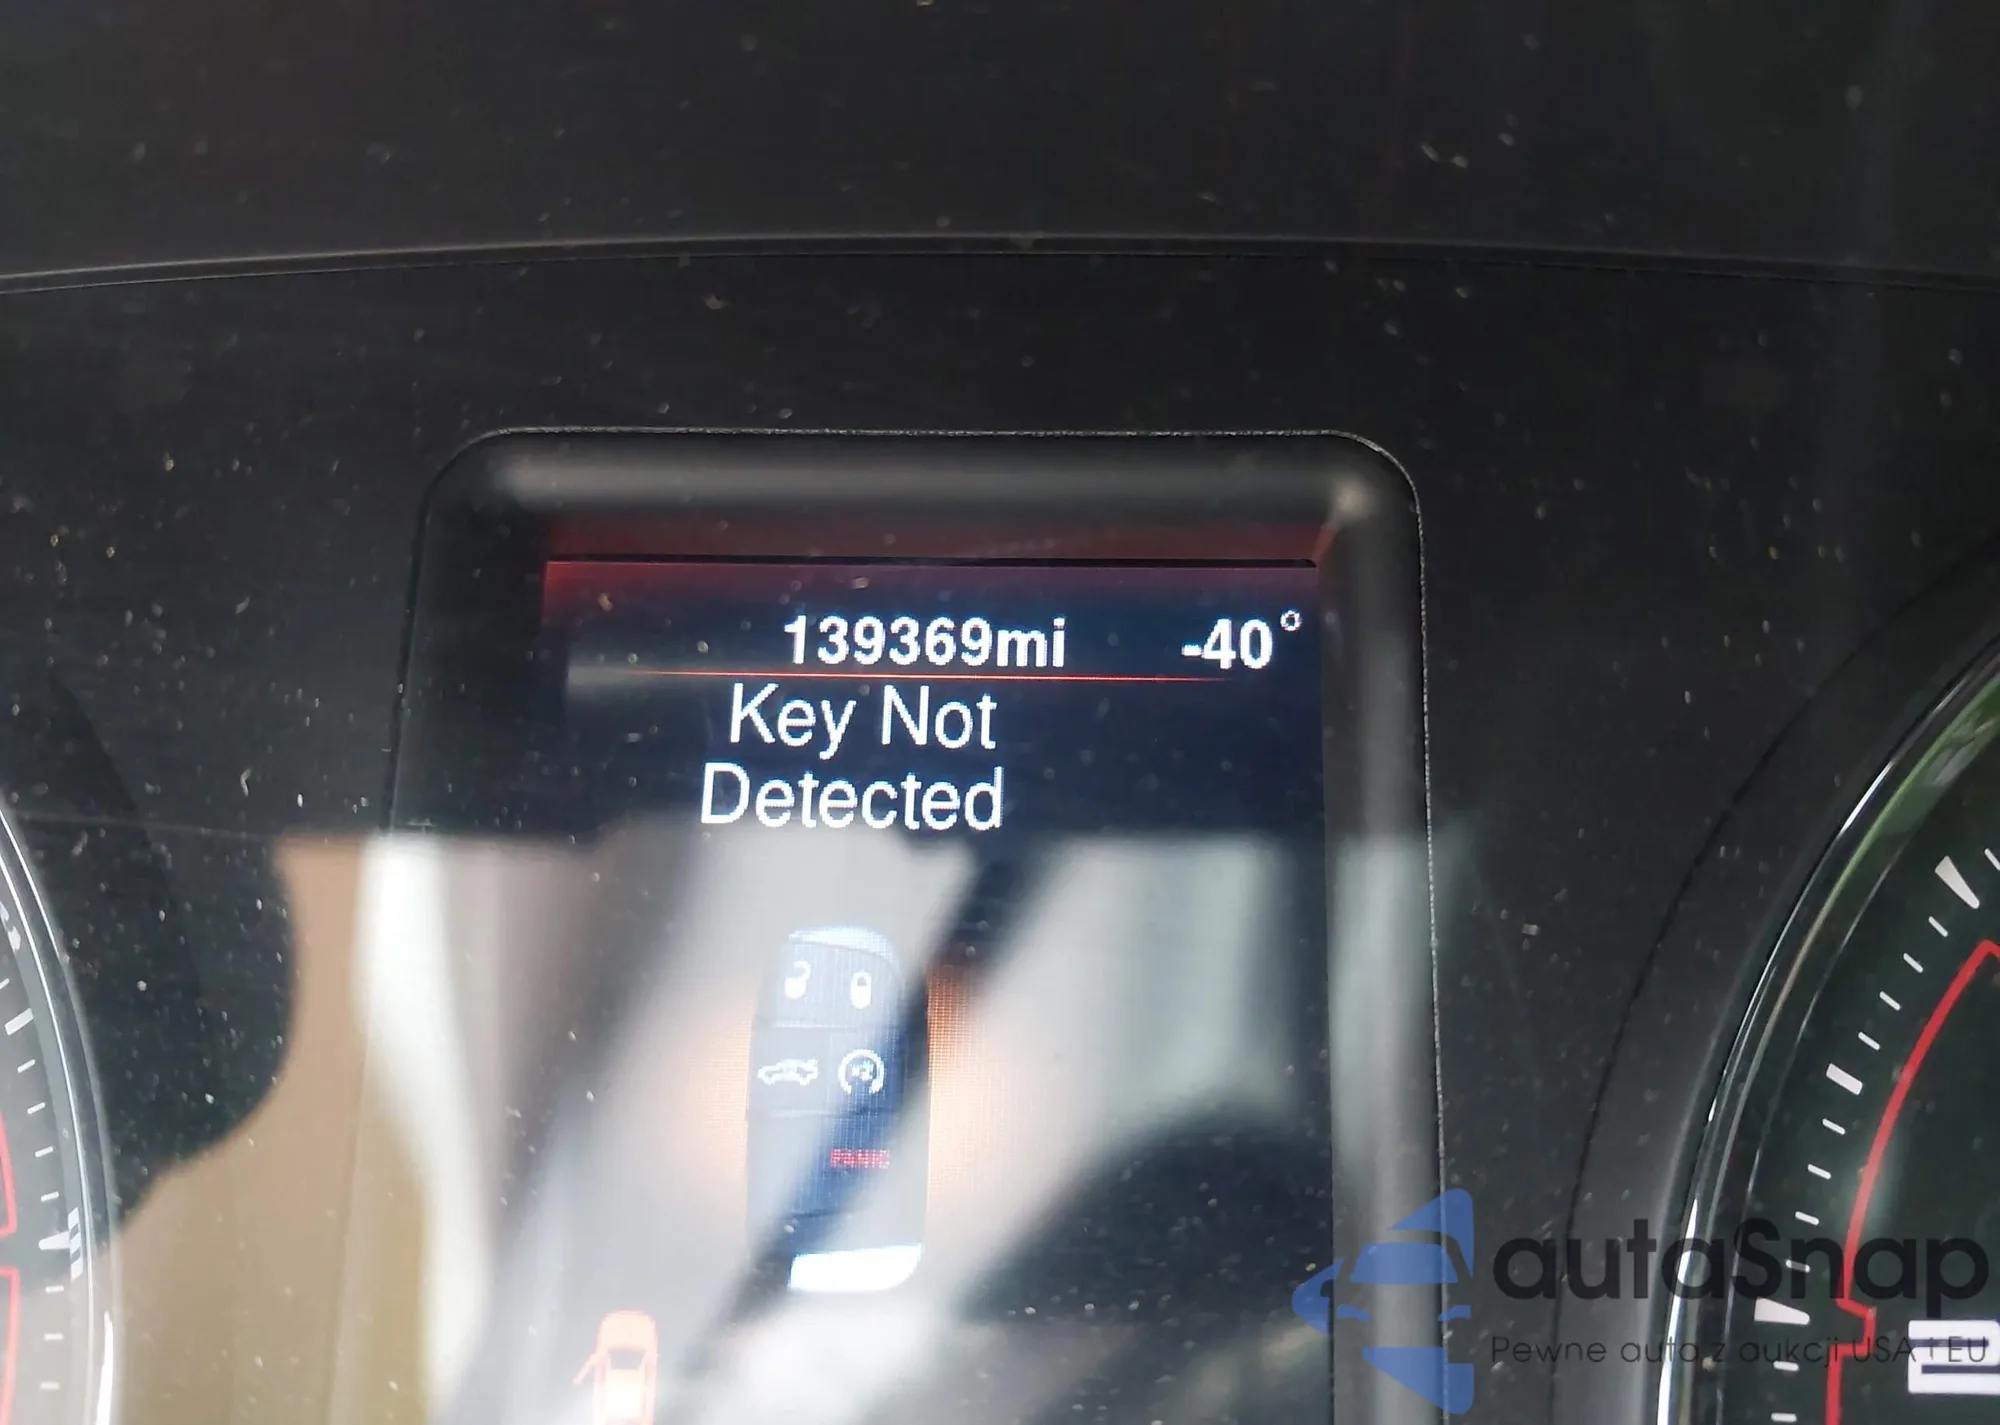 139369mi -40°
Key Not
Detected
PANIC
autaSnap
Pewne auta z aukcji USA i EU